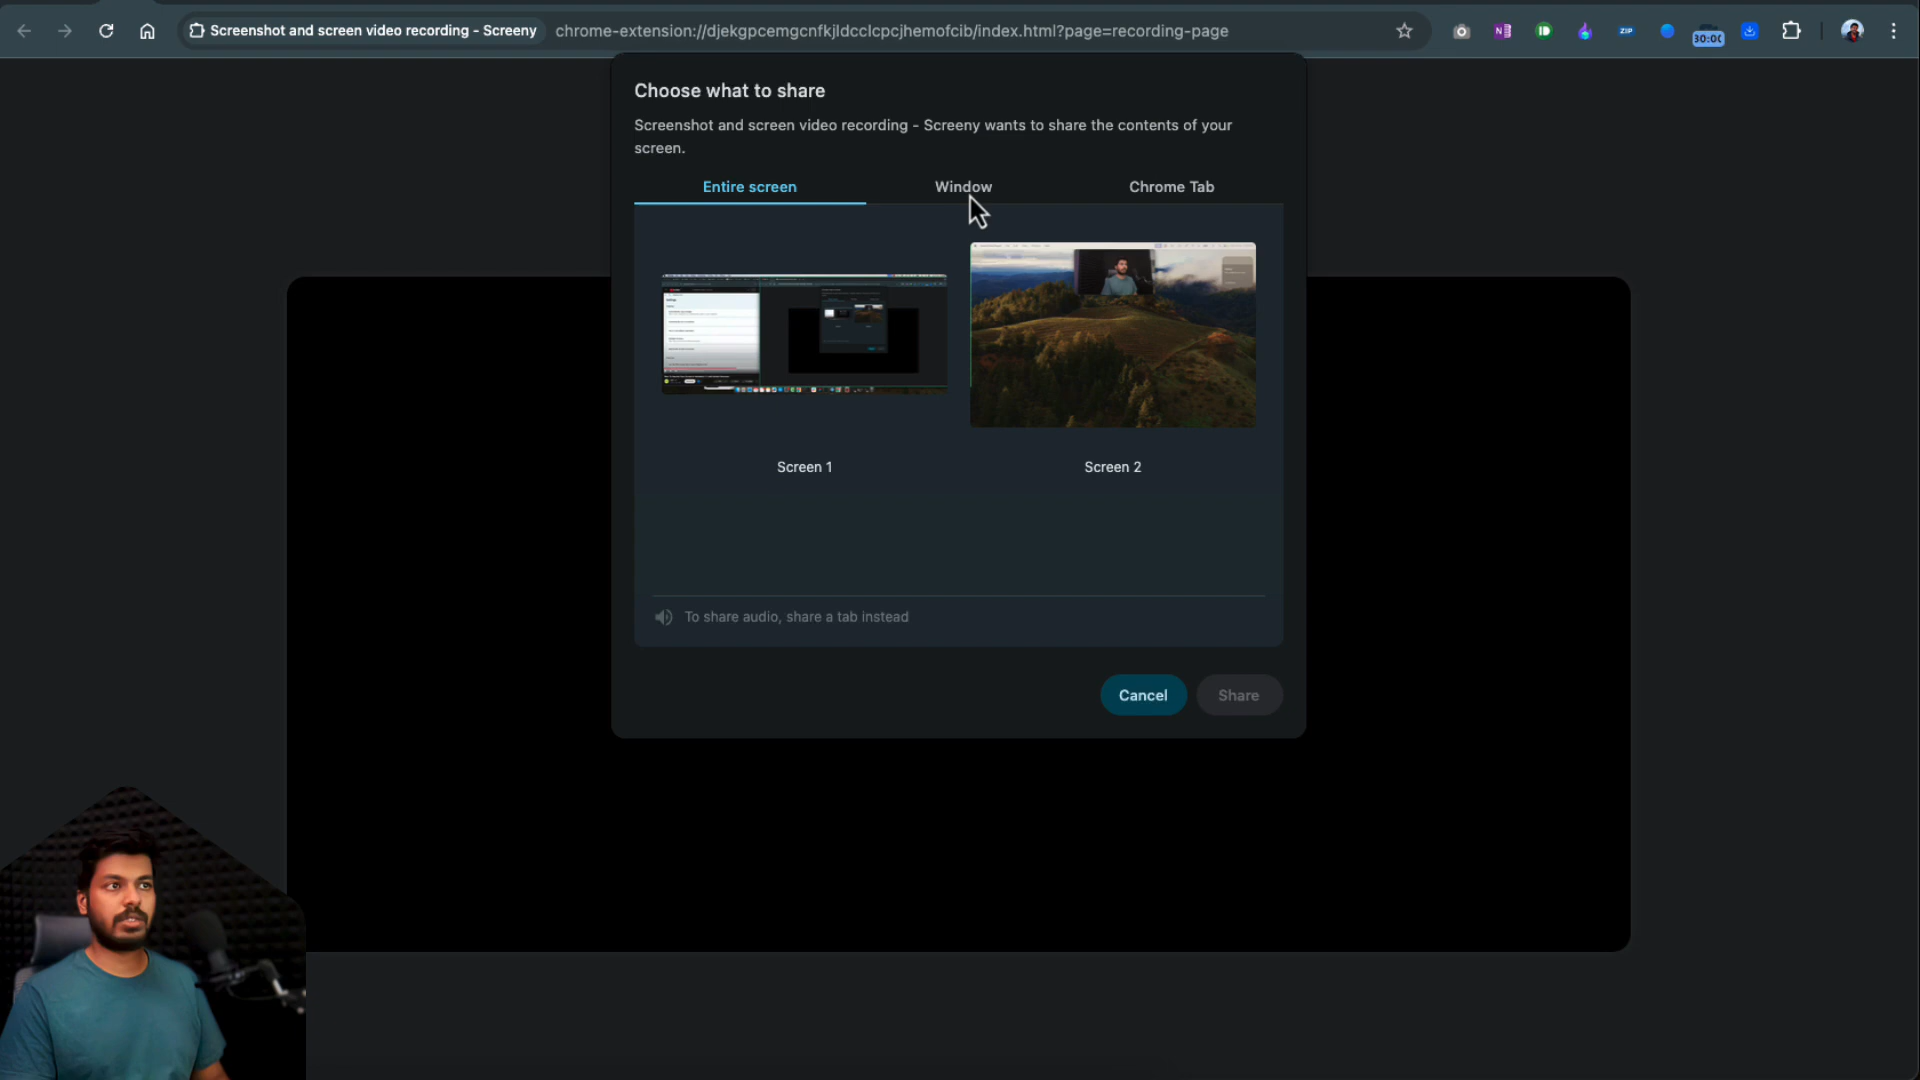 Screenshot and screen video recording - Screeny
chrome-extension://djekgpcemgcnfkjldcclcpcjhemofcib/index.html?page=recording-page
ZIP
30:00
Choose what to share
Screenshot and screen video recording - Screeny wants to share the contents of your
screen.
Entire screen
Window
Chrome Tab
Screen 1
Screen 2
To share audio, share a tab instead
Cancel
Share